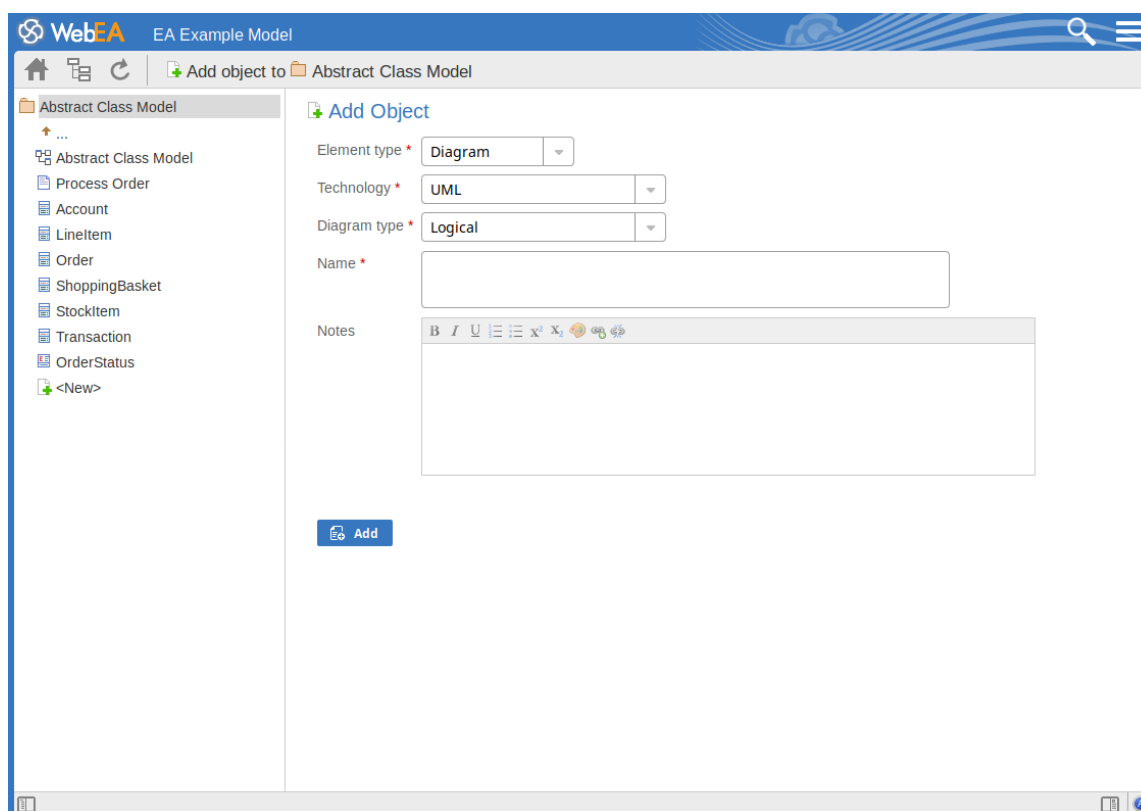 WebEA EA Example Model
Add object to Abstract Class Model
Abstract Class Model
...
Abstract Class Model
Process Order
Account
LineItem
Order
ShoppingBasket
StockItem
Transaction
OrderStatus
<New>
Add Object
Element type * Diagram
Technology * UML
Diagram type * Logical
Name *
Notes
B I U x² X₂
Add